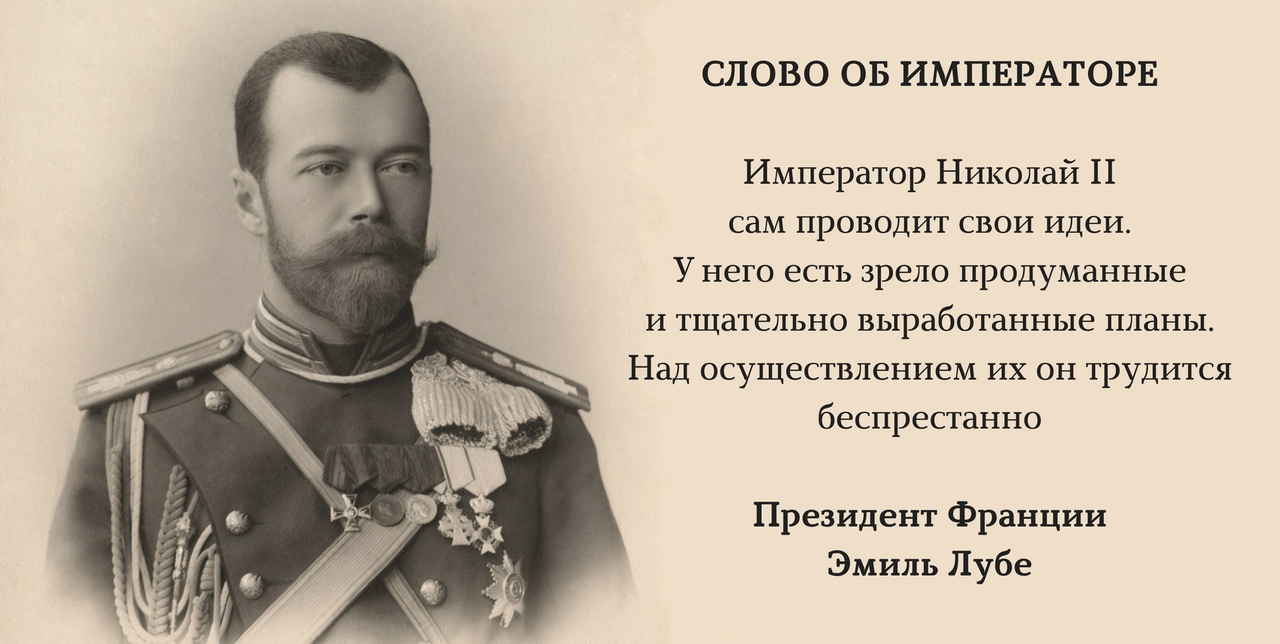 СЛОВО ОБ ИМПЕРАТОРЕ
Император Николай II
сам проводит свои идеи.
У него есть зрело продуманные
и тщательно выработанные планы.
Над осуществлением их он трудится
беспрестанно
Президент Франции
Эмиль Лубе